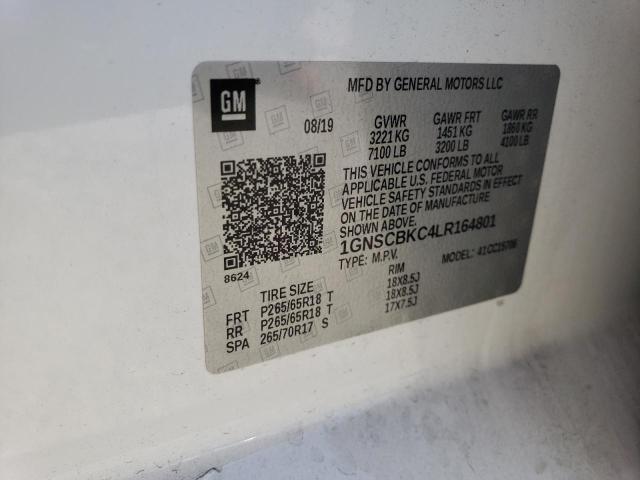 GM
MFD BY GENERAL MOTORS LLC
08/19 GVWR GAWR FRT GAWR RR
3221 KG 1451 KG 1860 KG
7100 LB 3200 LB 4100 LB
THIS VEHICLE CONFORMS TO ALL
APPLICABLE U.S. FEDERAL MOTOR
VEHICLE SAFETY STANDARDS IN EFFECT
ON THE DATE OF MANUFACTURE
SHOWN ABOVE.
1GNSCBKC4LR164801
TYPE: M.P.V. MODEL: 41CC15706
8624
TIRE SIZE RIM
FRT P265/65R18 T 18X8.5J
RR P265/65R18 T 18X8.5J
SPA 265/70R17 S 17X7.5J